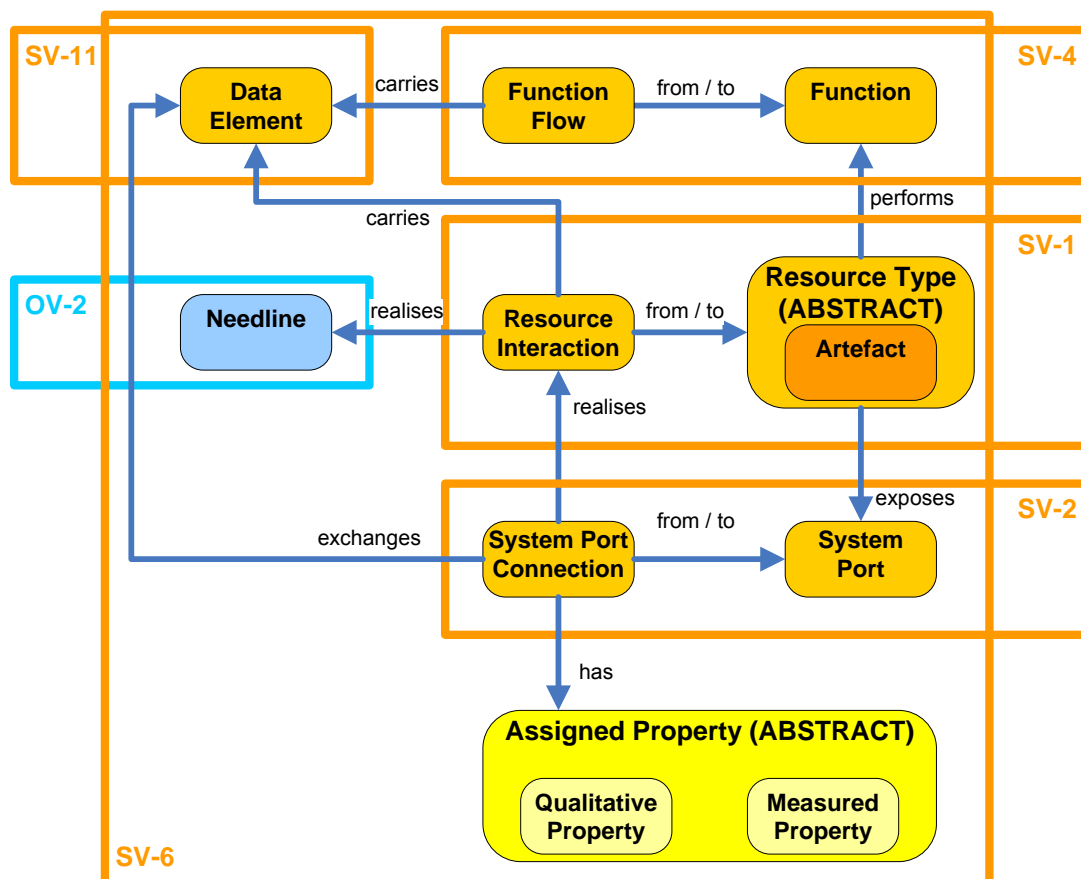 SV-11
SV-4
Data
Element
carries
Function
Flow
from / to
Function
carries
performs
SV-1
OV-2
Needline
realises
Resource
Interaction
from / to
Resource Type
(ABSTRACT)
Artefact
realises
SV-2
exchanges
System Port
Connection
from / to
exposes
System
Port
has
Assigned Property (ABSTRACT)
Qualitative
Property
Measured
Property
SV-6